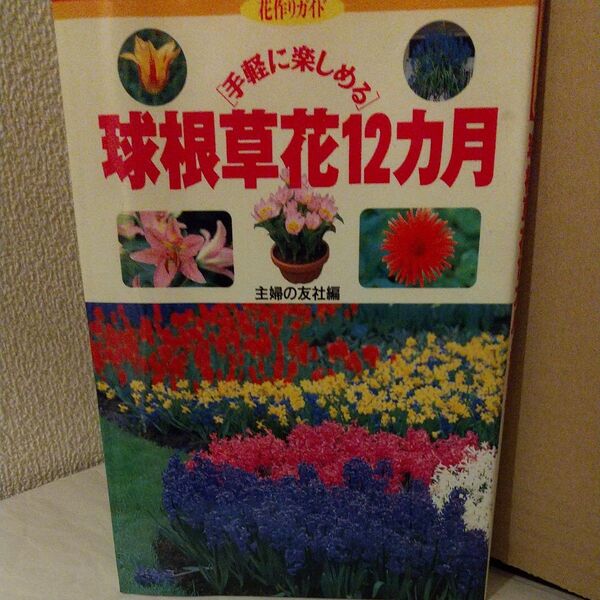 花作りガイド
[手軽に楽しめる]
球根草花12カ月
主婦の友社編